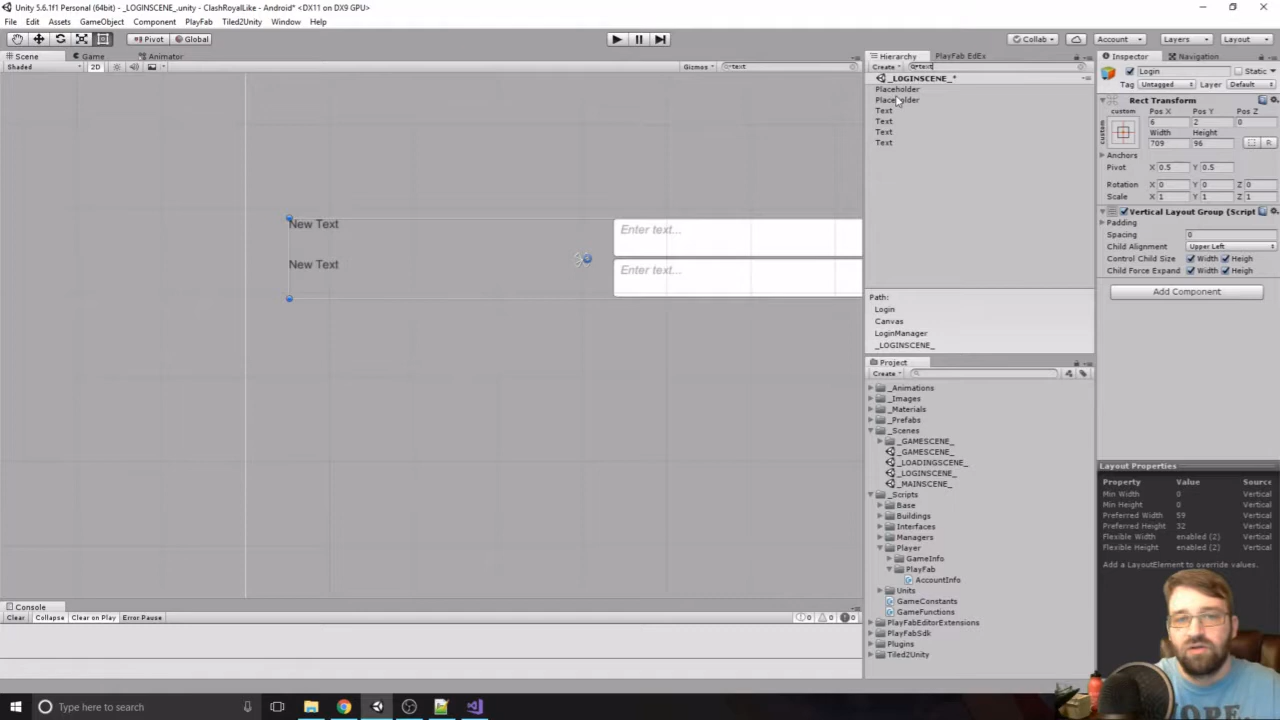 Unity 5.6.1f1 Personal (64bit) - _LOGINSCENE_.unity - ClashRoyalLike - Android* <DX11 on DX9 GPU>
File Edit Assets GameObject Component PlayFab Tiled2Unity Window Help
Pivot Global Collab Account Layers Layout
Scene Game Animator
Shaded 2D Gizmos text
New Text Enter text...
New Text Enter text...
Console
Clear Collapse Clear on Play Error Pause 0 0 0
Hierarchy PlayFab EdEx
Create text
_LOGINSCENE_*
Placeholder
Placeholder
Text
Text
Text
Text
Path:
Login
Canvas
LoginManager
_LOGINSCENE_
Project
Create
_Animations
_Images
_Materials
_Prefabs
_Scenes
_GAMESCENE_
_GAMESCENE_
_LOADINGSCENE_
_LOGINSCENE_
_MAINSCENE_
_Scripts
Base
Buildings
Interfaces
Managers
Player
GameInfo
PlayFab
AccountInfo
Units
GameConstants
GameFunctions
PlayFabEditorExtensions
PlayFabSdk
Plugins
Tiled2Unity
Inspector Navigation
Login Static
Tag Untagged Layer Default
Rect Transform
custom Pos X Pos Y Pos Z
custom 6 2 0
Width Height
709 96 R
Anchors
Pivot X 0.5 Y 0.5
Rotation X 0 Y 0 Z 0
Scale X 1 Y 1 Z 1
Vertical Layout Group (Script
Padding
Spacing 0
Child Alignment Upper Left
Control Child Size Width Heigh
Child Force Expand Width Heigh
Add Component
Layout Properties
Property Value Source
Min Width 0 Vertical
Min Height 0 Vertical
Preferred Width 59 Vertical
Preferred Height 32 Vertical
Flexible Width enabled (2) Vertical
Flexible Height enabled (2) Vertical
Add a LayoutElement to override values.
Type here to search